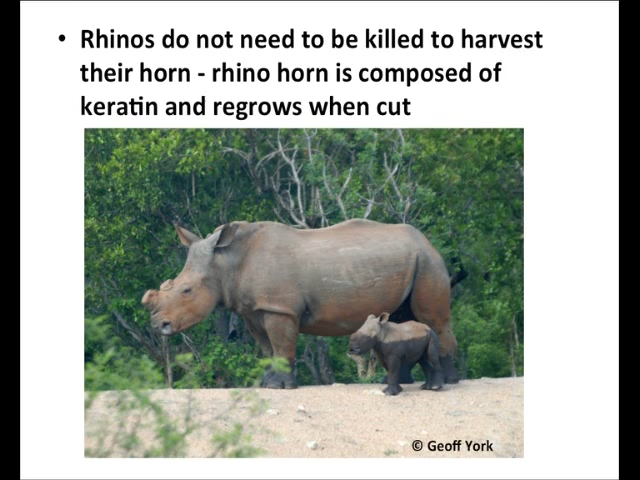 • Rhinos do not need to be killed to harvest
their horn - rhino horn is composed of
keratin and regrows when cut
© Geoff York